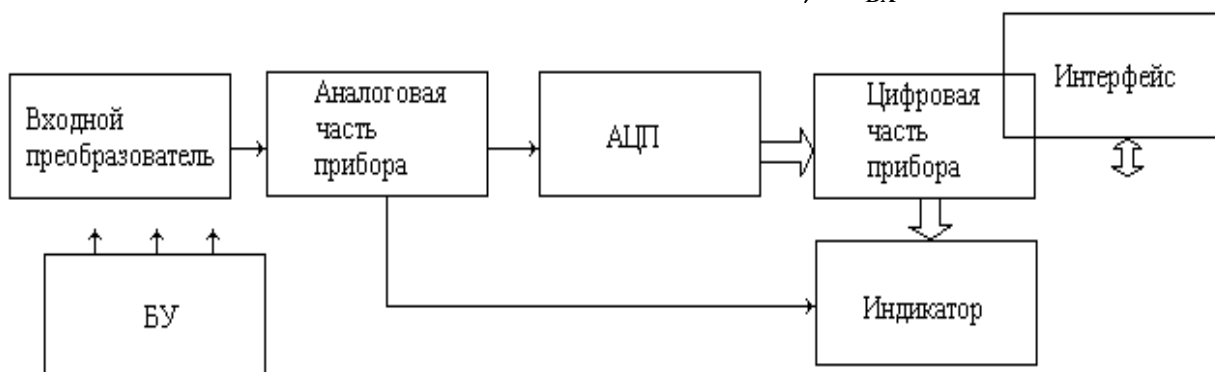 Входной
преобразователь
Аналоговая
часть
прибора
АЦП
Цифровая
часть
прибора
Интерфейс
БУ
Индикатор